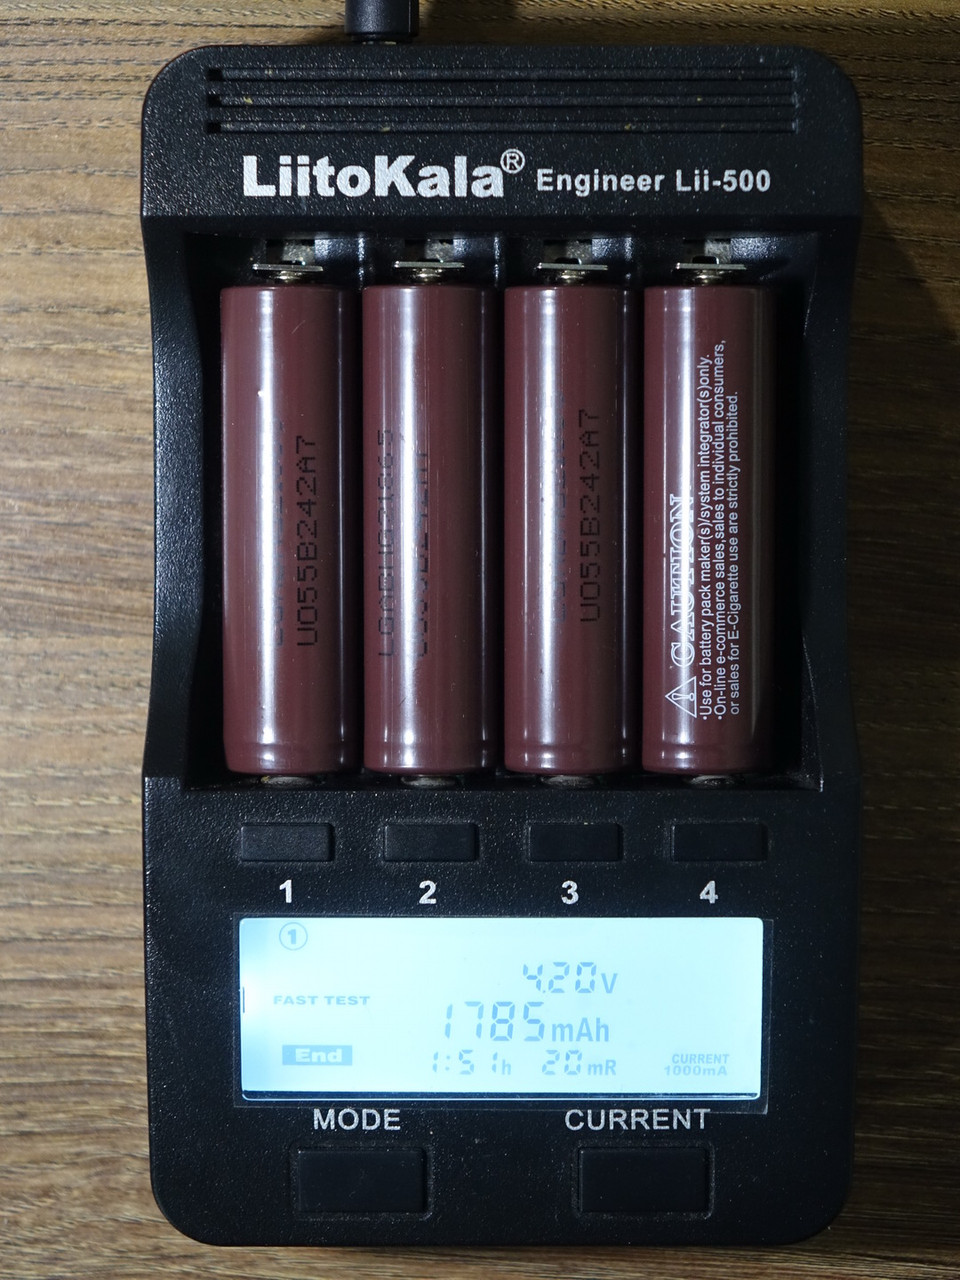 LiitoKala® Engineer Lii-500
U055B242A7
U055B242A7
⚠ CAUTION
•Use for battery pack maker(s)/system integrator(s)only.
•On-line e-commerce sales,sales to individual consumers,
or sales for E-Cigarette use are strictly prohibited.
1 2 3 4
①
4.20V
FAST TEST
1785mAh
End
1:51h 20mR
CURRENT
1000mA
MODE CURRENT